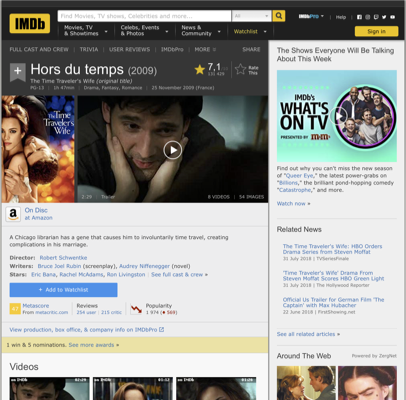 IMDb
Find Movies, TV shows, Celebrities and more...
All
IMDbPro
Help
Movies, TV & Showtimes
Celebs, Events & Photos
News & Community
Watchlist
Sign in
FULL CAST AND CREW | TRIVIA | USER REVIEWS | IMDbPro | MORE
SHARE
Hors du temps (2009)
The Time Traveler's Wife (original title)
PG-13 | 1h 47min | Drama, Fantasy, Romance | 25 November 2009 (France)
7,1
Rate This
The Time Traveler's Wife
2:29 | Trailer
8 VIDEOS | 54 IMAGES
On Disc
at Amazon
A Chicago librarian has a gene that causes him to involuntarily time travel, creating
complications in his marriage.
Director: Robert Schwentke
Writers: Bruce Joel Rubin (screenplay), Audrey Niffenegger (novel)
Stars: Eric Bana, Rachel McAdams, Ron Livingston | See full cast & crew »
+ Add to Watchlist
Metascore
From metacritic.com
Reviews
254 user | 215 critic
Popularity
1 974 ( 569)
View production, box office, & company info on IMDbPro
1 win & 5 nominations. See more awards »
Videos
The Shows Everyone Will Be Talking
About This Week
IMDb's
WHAT'S
ON TV
PRESENTED BY m&m's
Find out why you can't miss the new season
of "Queer Eye," the latest power-grabs on
"Billions," the brilliant pond-hopping comedy
"Catastrophe," and more.
Watch now »
Related News
The Time Traveler's Wife: HBO Orders
Drama Series from Steven Moffat
31 July 2018 | TVSeriesFinale
'Time Traveler's Wife' Drama From
Steven Moffat Scores HBO Green Light
31 July 2018 | The Hollywood Reporter
Official Us Trailer for German Film 'The
Captain' with Max Hubacher
22 June 2018 | FirstShowing.net
See all related articles »
Around The Web
Powered by ZergNet